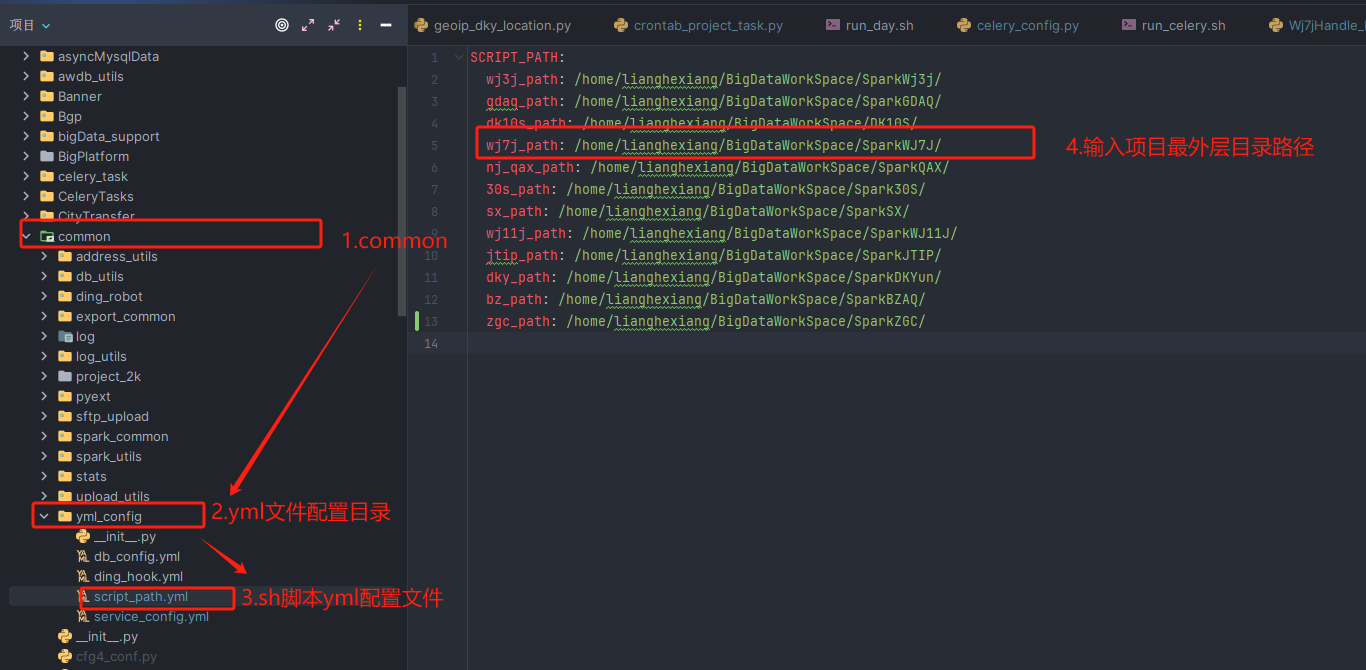 项目
geoip_dky_location.py
crontab_project_task.py
run_day.sh
celery_config.py
run_celery.sh
Wj7jHandle_
asyncMysqlData
awdb_utils
Banner
Bgp
bigData_support
BigPlatform
celery_task
CeleryTasks
CityTransfer
common
address_utils
db_utils
ding_robot
export_common
log
log_utils
project_2k
pyext
sftp_upload
spark_common
spark_utils
stats
upload_utils
yml_config
__init__.py
db_config.yml
ding_hook.yml
script_path.yml
service_config.yml
__init__.py
cfg4_conf.py
1.common
2.yml文件配置目录
3.sh脚本yml配置文件
1 SCRIPT_PATH:
2 wj3j_path: /home/lianghexiang/BigDataWorkSpace/SparkWj3j/
3 gdaq_path: /home/lianghexiang/BigDataWorkSpace/SparkGDAQ/
4 dk10s_path: /home/lianghexiang/BigDataWorkSpace/DK10S/
5 wj7j_path: /home/lianghexiang/BigDataWorkSpace/SparkWJ7J/
4.输入项目最外层目录路径
6 nj_qax_path: /home/lianghexiang/BigDataWorkSpace/SparkQAX/
7 30s_path: /home/lianghexiang/BigDataWorkSpace/Spark30S/
8 sx_path: /home/lianghexiang/BigDataWorkSpace/SparkSX/
9 wj11j_path: /home/lianghexiang/BigDataWorkSpace/SparkWJ11J/
10 jtip_path: /home/lianghexiang/BigDataWorkSpace/SparkJTIP/
11 dky_path: /home/lianghexiang/BigDataWorkSpace/SparkDKYun/
12 bz_path: /home/lianghexiang/BigDataWorkSpace/SparkBZAQ/
13 zgc_path: /home/lianghexiang/BigDataWorkSpace/SparkZGC/
14